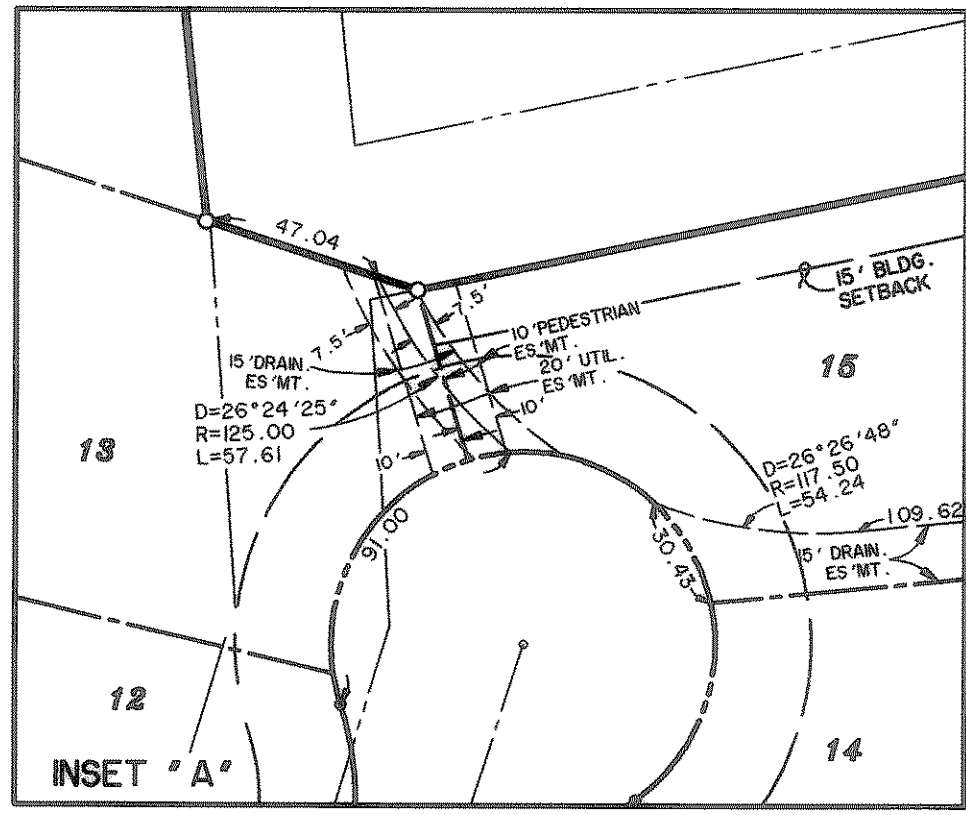 47.04
15' BLDG.
SETBACK
7.5'
7.5'
10' PEDESTRIAN
ES'MT.
15' DRAIN.
ES'MT.
20' UTIL.
ES'MT.
15
D=26°24'25"
R=125.00
L=57.61
10'
10'
13
D=26°26'48"
R=117.50
L=54.24
91.00
30.43
109.62
15' DRAIN.
ES'MT.
12
14
INSET "A"